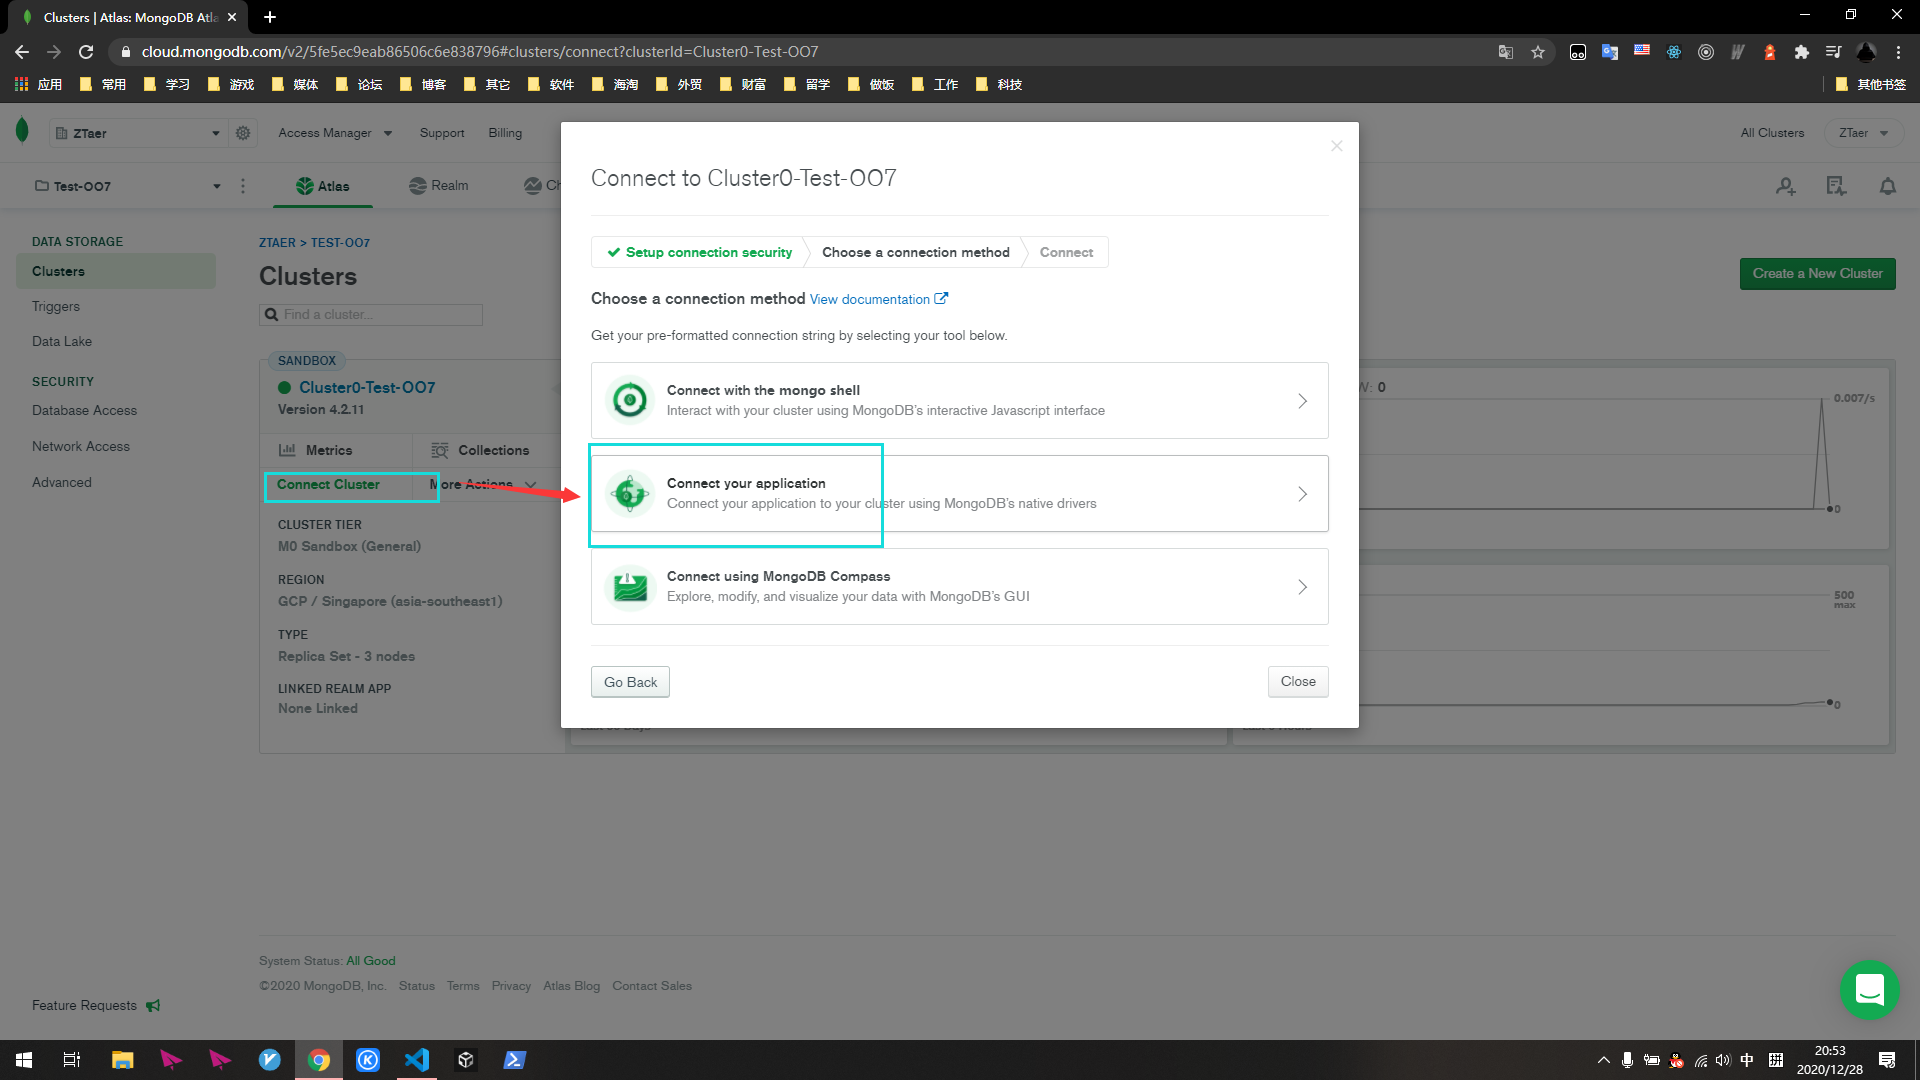 Clusters | Atlas: MongoDB Atla
cloud.mongodb.com/v2/5fe5ec9eab86506c6e838796#clusters/connect?clusterId=Cluster0-Test-OO7
应用 常用 学习 游戏 媒体 论坛 博客 其它 软件 海淘 外贸 财富 留学 做饭 工作 科技 其他书签
ZTaer Access Manager Support Billing All Clusters ZTaer
Test-OO7 Atlas Realm Ch
DATA STORAGE
Clusters
Triggers
Data Lake
SECURITY
Database Access
Network Access
Advanced
Feature Requests
ZTAER > TEST-OO7
Clusters
Create a New Cluster
Find a cluster...
SANDBOX
Cluster0-Test-OO7
Version 4.2.11
Metrics Collections
Connect Cluster More Actions
CLUSTER TIER
M0 Sandbox (General)
REGION
GCP / Singapore (asia-southeast1)
TYPE
Replica Set - 3 nodes
LINKED REALM APP
None Linked
Connect to Cluster0-Test-OO7
Setup connection security Choose a connection method Connect
Choose a connection method View documentation
Get your pre-formatted connection string by selecting your tool below.
Connect with the mongo shell
Interact with your cluster using MongoDB's interactive Javascript interface
Connect your application
Connect your application to your cluster using MongoDB's native drivers
Connect using MongoDB Compass
Explore, modify, and visualize your data with MongoDB's GUI
Go Back Close
W: 0
0.007/s
0
500
max
0
System Status: All Good
©2020 MongoDB, Inc. Status Terms Privacy Atlas Blog Contact Sales
中 拼
20:53
2020/12/28